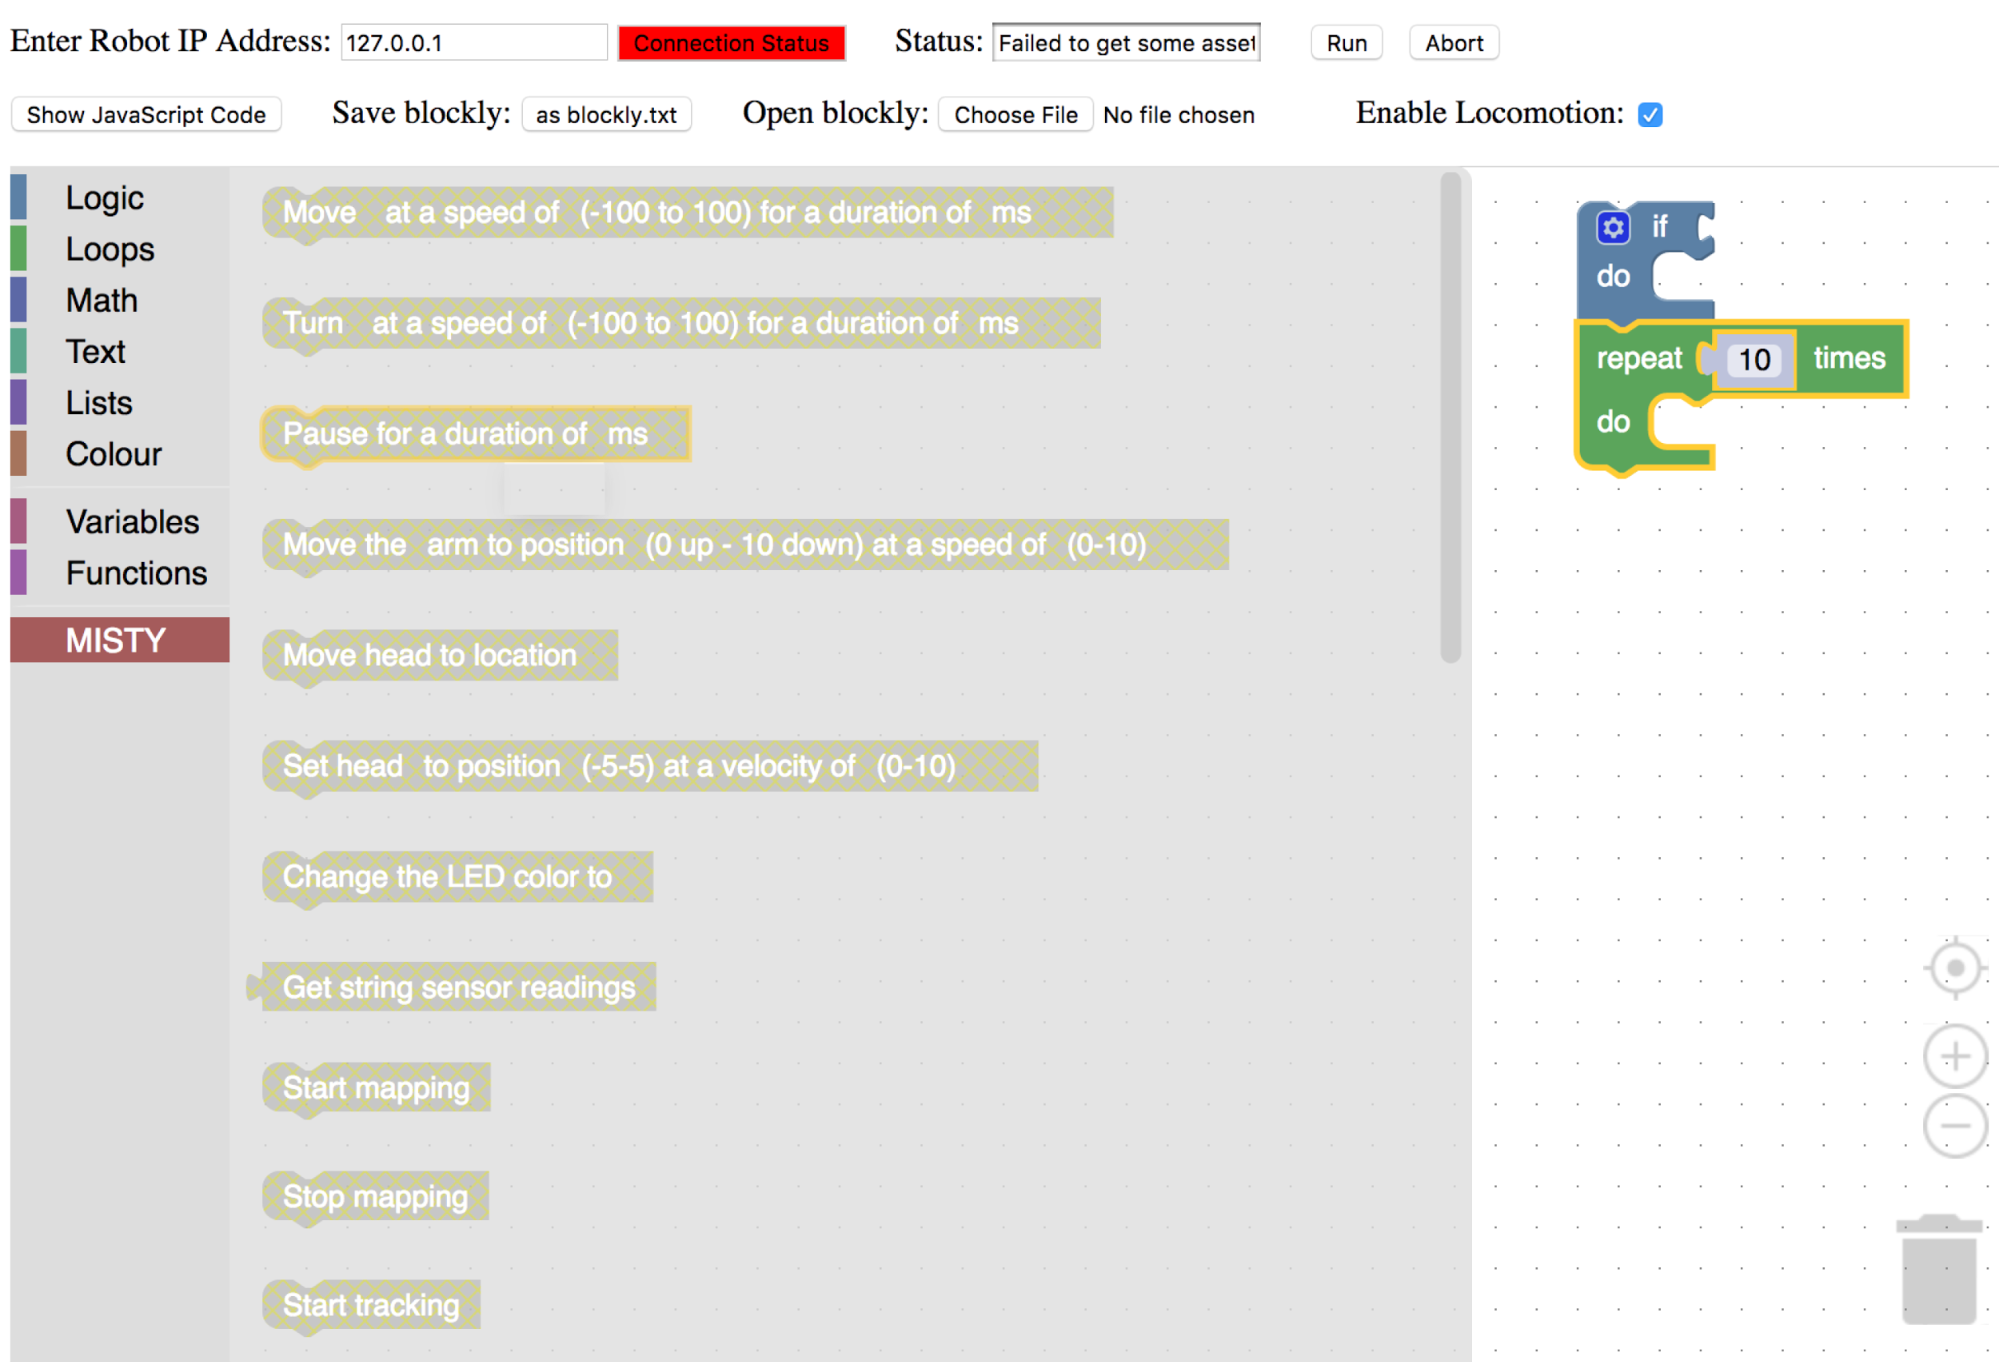 Enter Robot IP Address: 127.0.0.1 Connection Status Status: Failed to get some asset Run Abort
Show JavaScript Code Save blockly: as blockly.txt Open blockly: Choose File No file chosen Enable Locomotion:
Logic
Loops
Math
Text
Lists
Colour
Variables
Functions
MISTY
Move at a speed of (-100 to 100) for a duration of ms
Turn at a speed of (-100 to 100) for a duration of ms
Pause for a duration of ms
Move the arm to position (0 up - 10 down) at a speed of (0-10)
Move head to location
Set head to position (-5-5) at a velocity of (0-10)
Change the LED color to
Get string sensor readings
Start mapping
Stop mapping
Start tracking
if
do
repeat 10 times
do